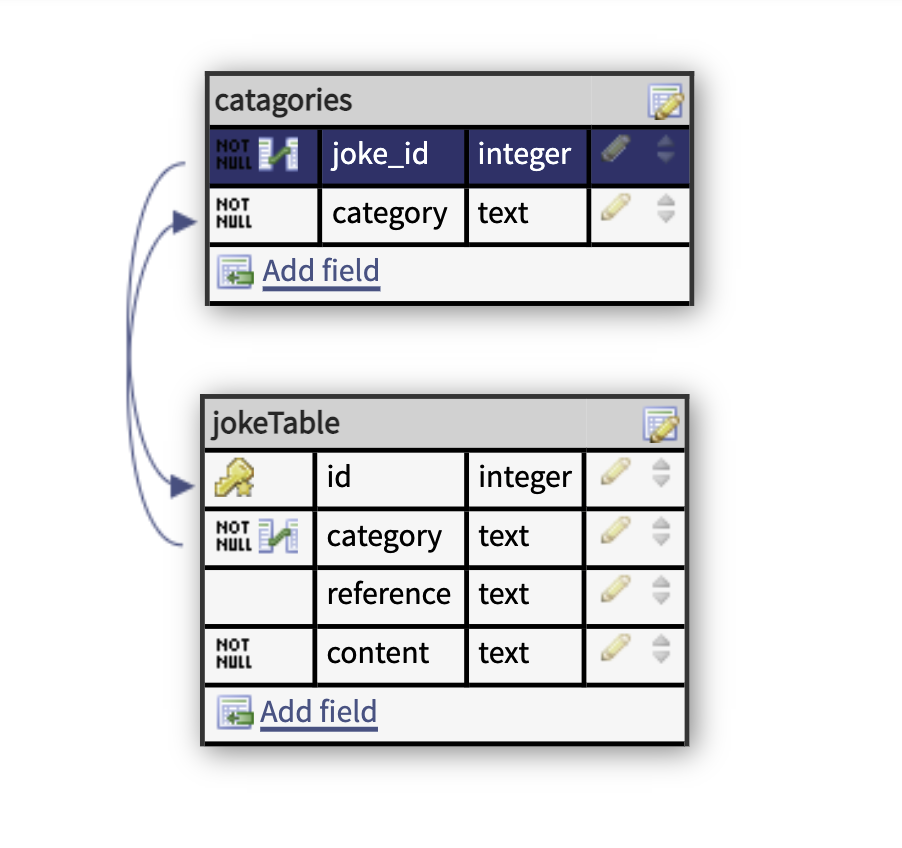 catagories
NOT NULL joke_id integer
NOT NULL category text
Add field
jokeTable
id integer
NOT NULL category text
reference text
NOT NULL content text
Add field